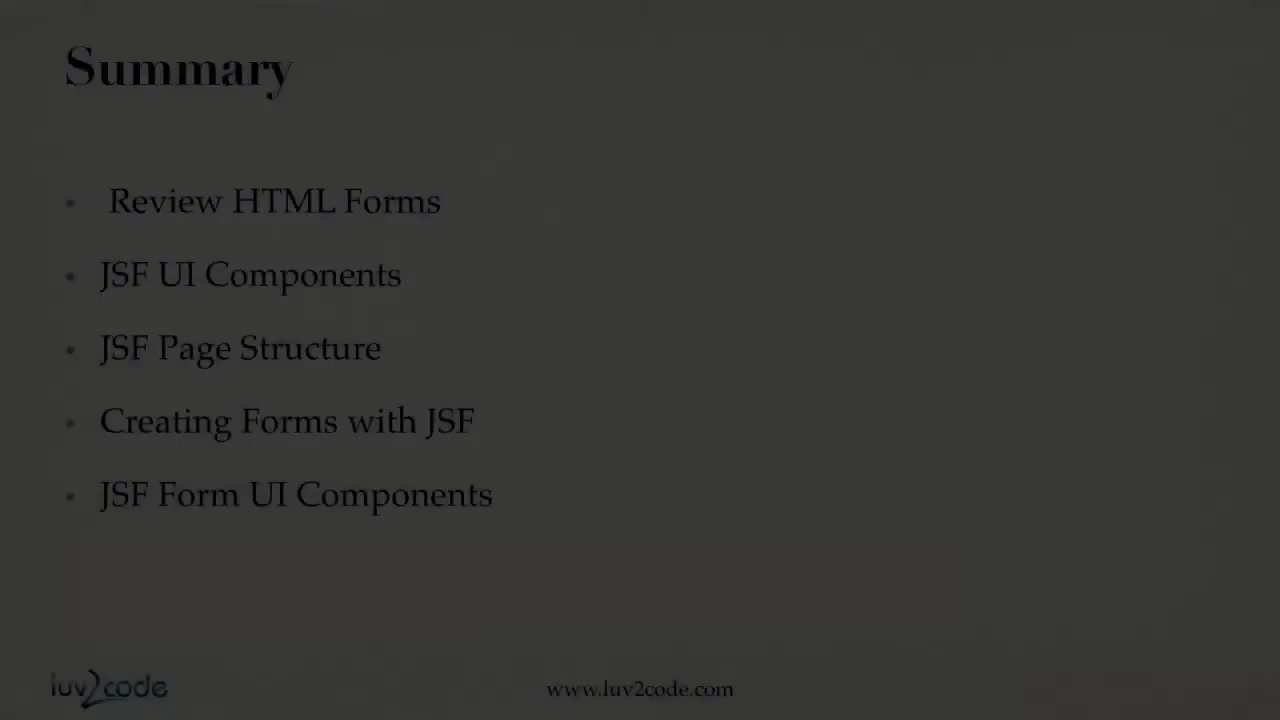 Summary
• Review HTML Forms
• JSF UI Components
• JSF Page Structure
• Creating Forms with JSF
• JSF Form UI Components
luv2code
www.luv2code.com